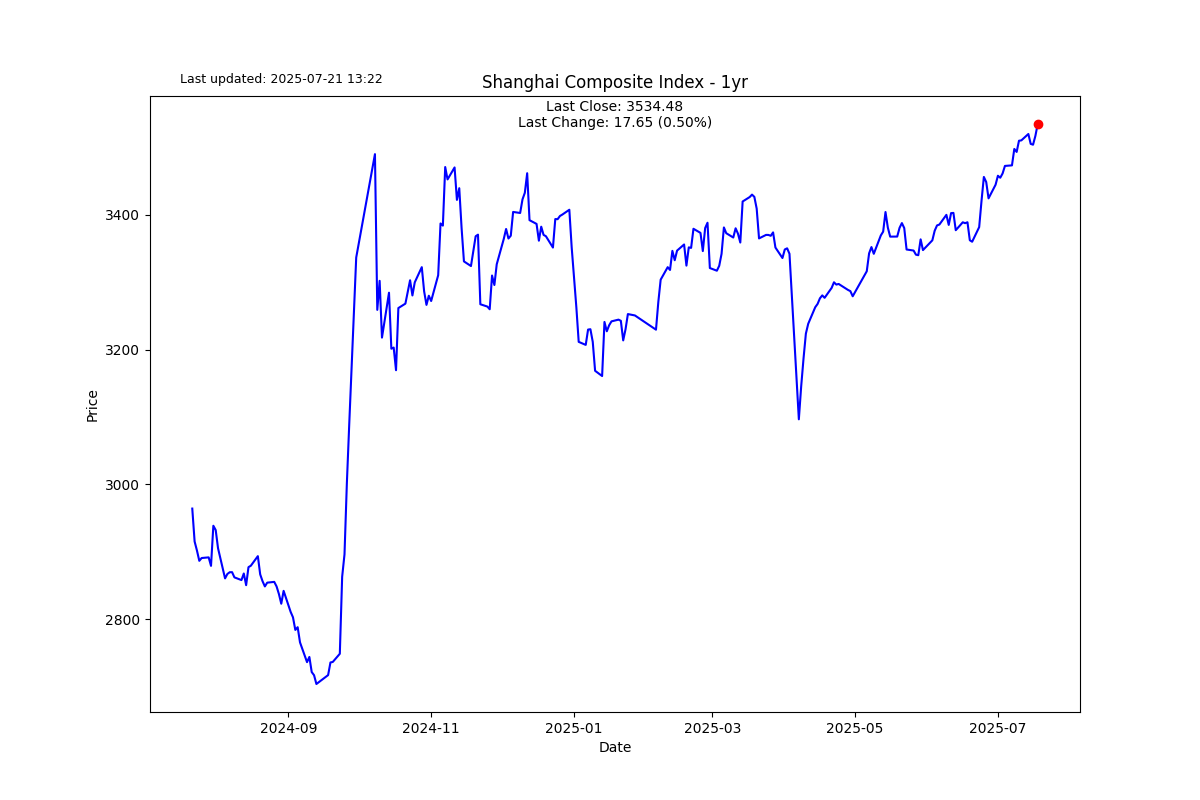 Last updated: 2025-07-21 13:22
Shanghai Composite Index - 1yr
Last Close: 3534.48
Last Change: 17.65 (0.50%)
3400
3200
3000
2800
Price
2024-09
2024-11
2025-01
2025-03
2025-05
2025-07
Date